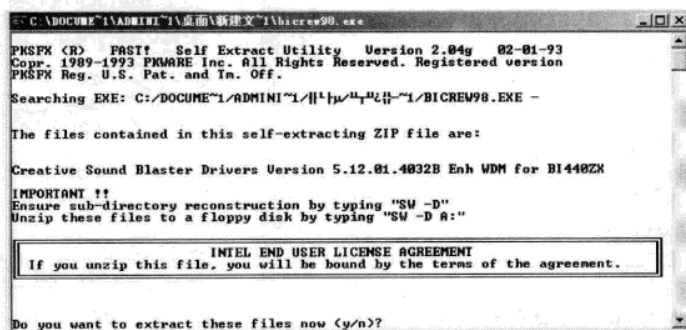 C:\DOCUME~1\ADMINI~1\桌面\新建文~1\bicrew98.exe
PKSFX (R)   FAST!   Self Extract Utility   Version 2.04g   02-01-93
Copr. 1989-1993 PKWARE Inc. All Rights Reserved. Registered version
PKSFX Reg. U.S. Pat. and Tm. Off.
Searching EXE: C:/DOCUME~1/ADMINI~1/ ~1/BICREW98.EXE -
The files contained in this self-extracting ZIP file are:
Creative Sound Blaster Drivers Version 5.12.01.4032B Enh WDM for BI440ZX
IMPORTANT !!
Ensure sub-directory reconstruction by typing "SW -D"
Unzip these files to a floppy disk by typing "SW -D A:"
INTEL END USER LICENSE AGREEMENT
If you unzip this file, you will be bound by the terms of the agreement.
Do you want to extract these files now (y/n)?